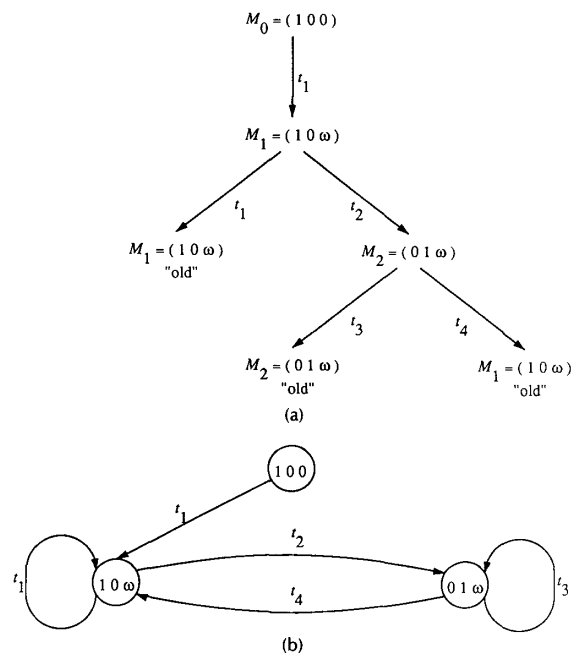 M0 = (1 0 0)
t1
M1 = (1 0 ω)
t1 t2
M1 = (1 0 ω) M2 = (0 1 ω)
"old"
t3 t4
M2 = (0 1 ω) M1 = (1 0 ω)
"old" "old"
(a)
1 0 0
t1
t2
t1 1 0 ω 0 1 ω t3
t4
(b)